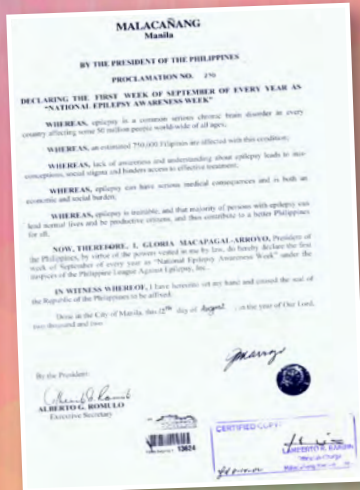 MALACAÑANG
Manila
BY THE PRESIDENT OF THE PHILIPPINES
PROCLAMATION NO. 230
DECLARING THE FIRST WEEK OF SEPTEMBER OF EVERY YEAR AS
"NATIONAL EPILEPSY AWARENESS WEEK"
WHEREAS, epilepsy is a common serious chronic brain disorder in every
country affecting some 50 million people world-wide of all ages;
WHEREAS, an estimated 750,000 Filipinos are affected with this condition;
WHEREAS, lack of awareness and understanding about epilepsy leads to mis-
conceptions, social stigma and hinders access to effective treatment;
WHEREAS, epilepsy can have serious medical consequences and is both an
economic and social burden;
WHEREAS, epilepsy is treatable, and that majority of persons with epilepsy can
lead normal lives and be productive citizens, and thus contribute to a better Philippines
for all.
NOW, THEREFORE, I, GLORIA MACAPAGAL-ARROYO, President of
the Philippines, by virtue of the powers vested in me by law, do hereby declare the first
week of September of every year as "National Epilepsy Awareness Week" under the
auspices of the Philippine League Against Epilepsy, Inc.
IN WITNESS WHEREOF, I have hereunto set my hand and caused the seal of
the Republic of the Philippines to be affixed.
Done in the City of Manila, this 12th day of August , in the year of Our Lord,
two thousand and two.
By the President:
ALBERTO G. ROMULO
Executive Secretary
13624
CERTIFIED COPY: